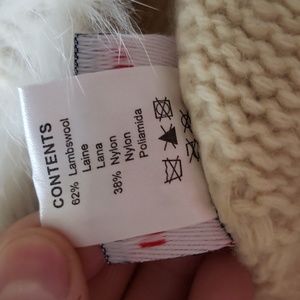 CONTENTS
62% Lambswool
Laine
Lana
38% Nylon
Nylon
Poliamida